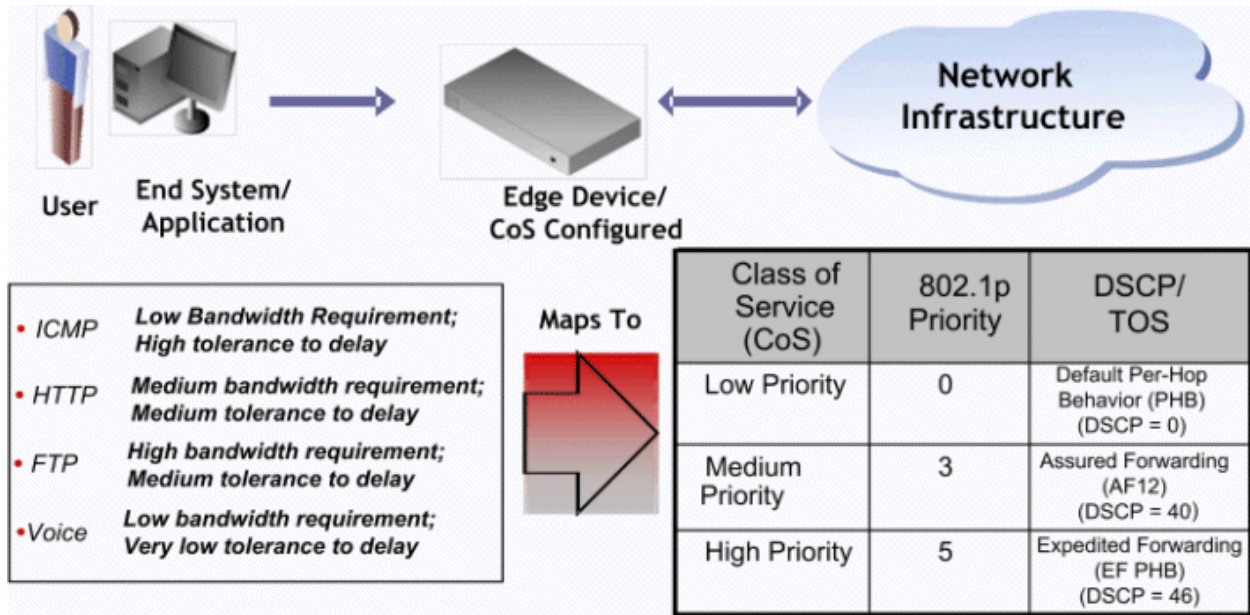 User
End System/
Application
Edge Device/
CoS Configured
Network
Infrastructure
• ICMP Low Bandwidth Requirement;
High tolerance to delay
• HTTP Medium bandwidth requirement;
Medium tolerance to delay
• FTP High bandwidth requirement;
Medium tolerance to delay
•Voice Low bandwidth requirement;
Very low tolerance to delay
Maps To
Class of
Service
(CoS)
802.1p
Priority
DSCP/
TOS
Low Priority
0
Default Per-Hop
Behavior (PHB)
(DSCP = 0)
Medium
Priority
3
Assured Forwarding
(AF12)
(DSCP = 40)
High Priority
5
Expedited Forwarding
(EF PHB)
(DSCP = 46)